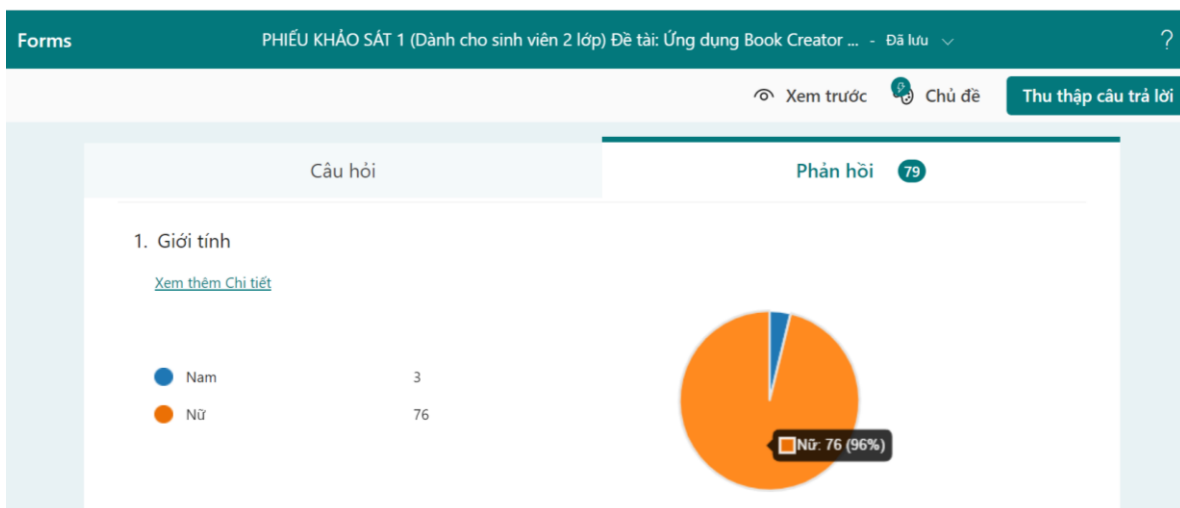 Forms PHIẾU KHẢO SÁT 1 (Dành cho sinh viên 2 lớp) Đề tài: Ứng dụng Book Creator ... - Đã lưu ?
Xem trước Chủ đề Thu thập câu trả lời
Câu hỏi Phản hồi 79
1. Giới tính
Xem thêm Chi tiết
Nam 3
Nữ 76
Nữ: 76 (96%)